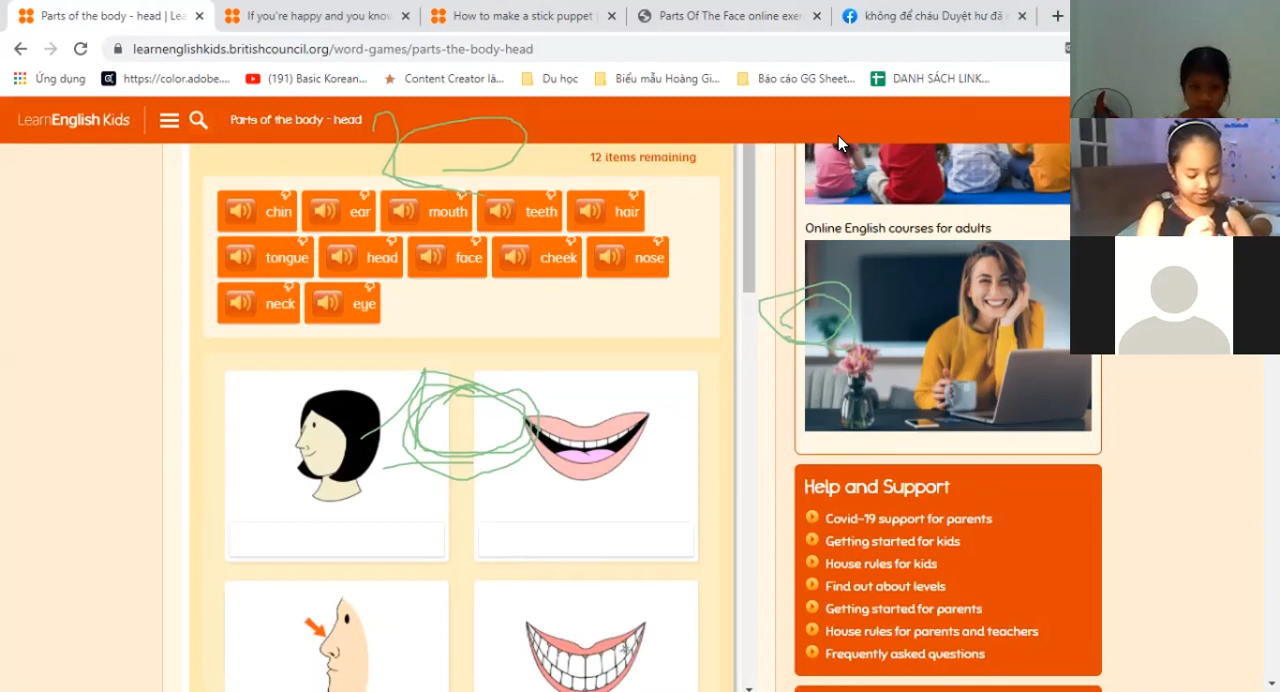 Parts of the body - head | Lea
If you're happy and you know
How to make a stick puppet |
Parts Of The Face online exer
không để cháu Duyệt hư đã x
learnenglishkids.britishcouncil.org/word-games/parts-the-body-head
Ứng dụng
https://color.adobe....
(191) Basic Korean...
Content Creator là...
Du học
Biểu mẫu Hoàng Gi...
Báo cáo GG Sheet...
DANH SÁCH LINK...
LearnEnglish Kids
Parts of the body - head
12 items remaining
chin ear mouth teeth hair
tongue head face cheek nose
neck eye
Online English courses for adults
Help and Support
Covid-19 support for parents
Getting started for kids
House rules for kids
Find out about levels
Getting started for parents
House rules for parents and teachers
Frequently asked questions